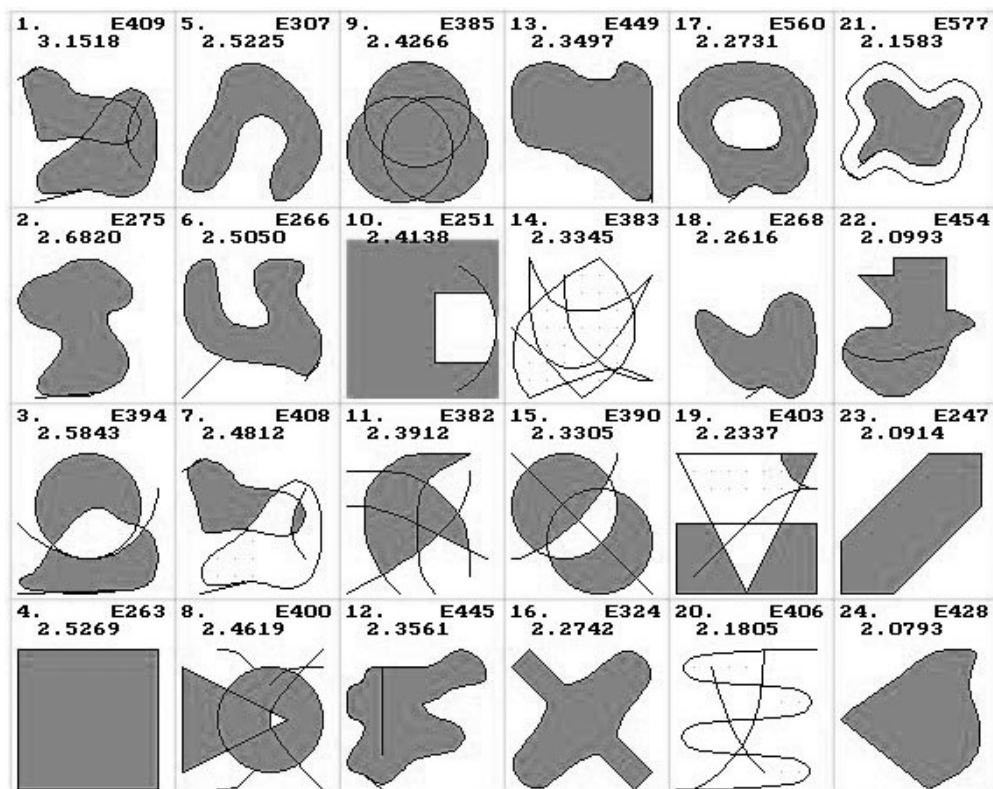 1. E409
3.1518
5. E307
2.5225
9. E385
2.4266
13. E449
2.3497
17. E560
2.2731
21. E577
2.1583
2. E275
2.6820
6. E266
2.5050
10. E251
2.4138
14. E383
2.3345
18. E268
2.2616
22. E454
2.0993
3. E394
2.5843
7. E408
2.4812
11. E382
2.3912
15. E390
2.3305
19. E403
2.2337
23. E247
2.0914
4. E263
2.5269
8. E400
2.4619
12. E445
2.3561
16. E324
2.2742
20. E406
2.1805
24. E428
2.0793